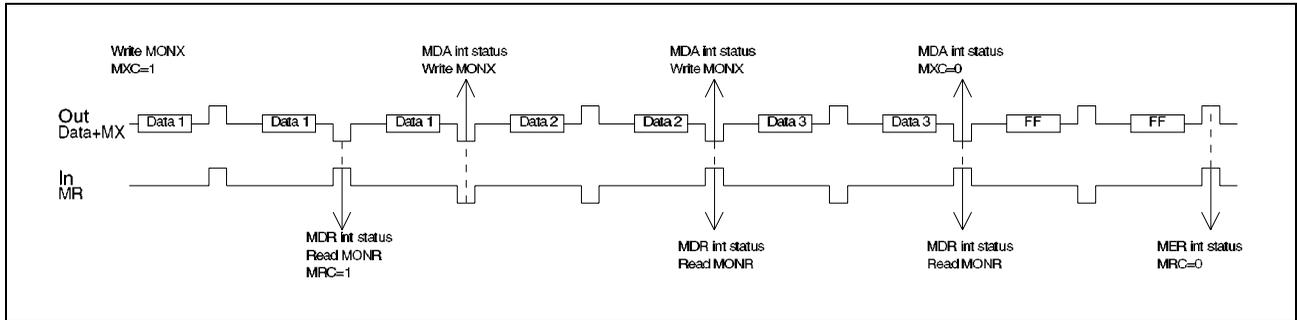 Write MONX
MXC=1
MDA int status
Write MONX
MDA int status
Write MONX
MDA int status
MXC=0
Out
Data+MX
Data 1
Data 1
Data 1
Data 2
Data 2
Data 3
Data 3
FF
FF
In
MR
MDR int status
Read MONR
MRC=1
MDR int status
Read MONR
MDR int status
Read MONR
MER int status
MRC=0